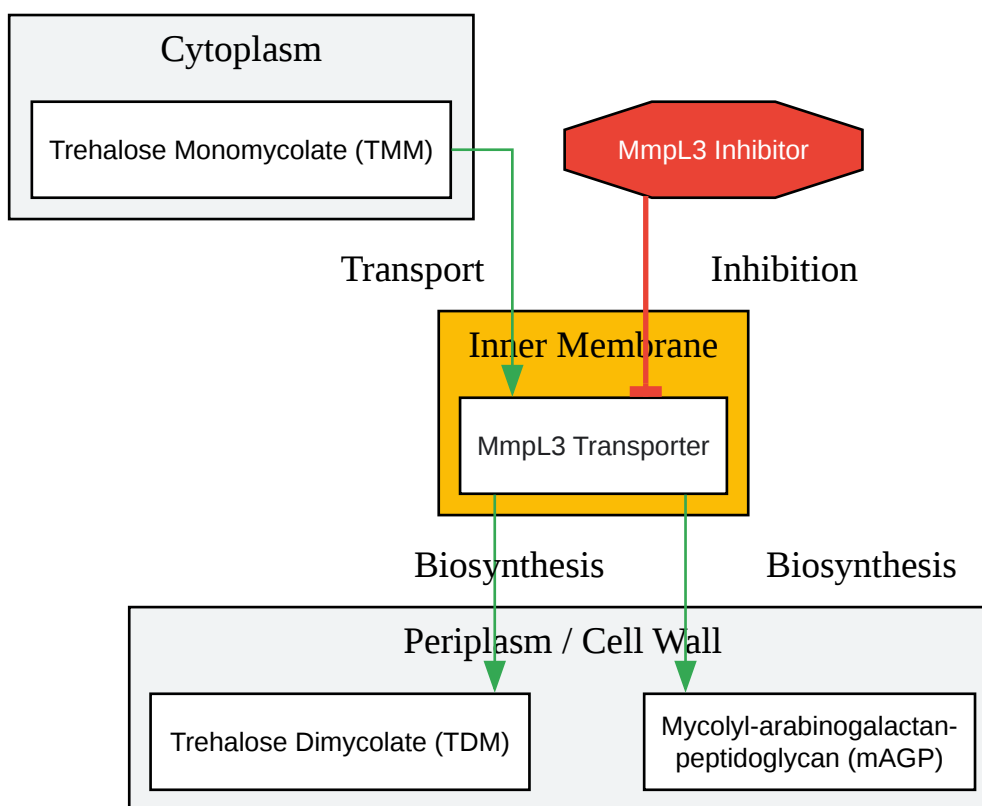 Cytoplasm
Trehalose Monomycolate (TMM)
MmpL3 Inhibitor
Transport
Inhibition
Inner Membrane
MmpL3 Transporter
Biosynthesis
Biosynthesis
Periplasm / Cell Wall
Trehalose Dimycolate (TDM)
Mycolyl-arabinogalactan-
peptidoglycan (mAGP)